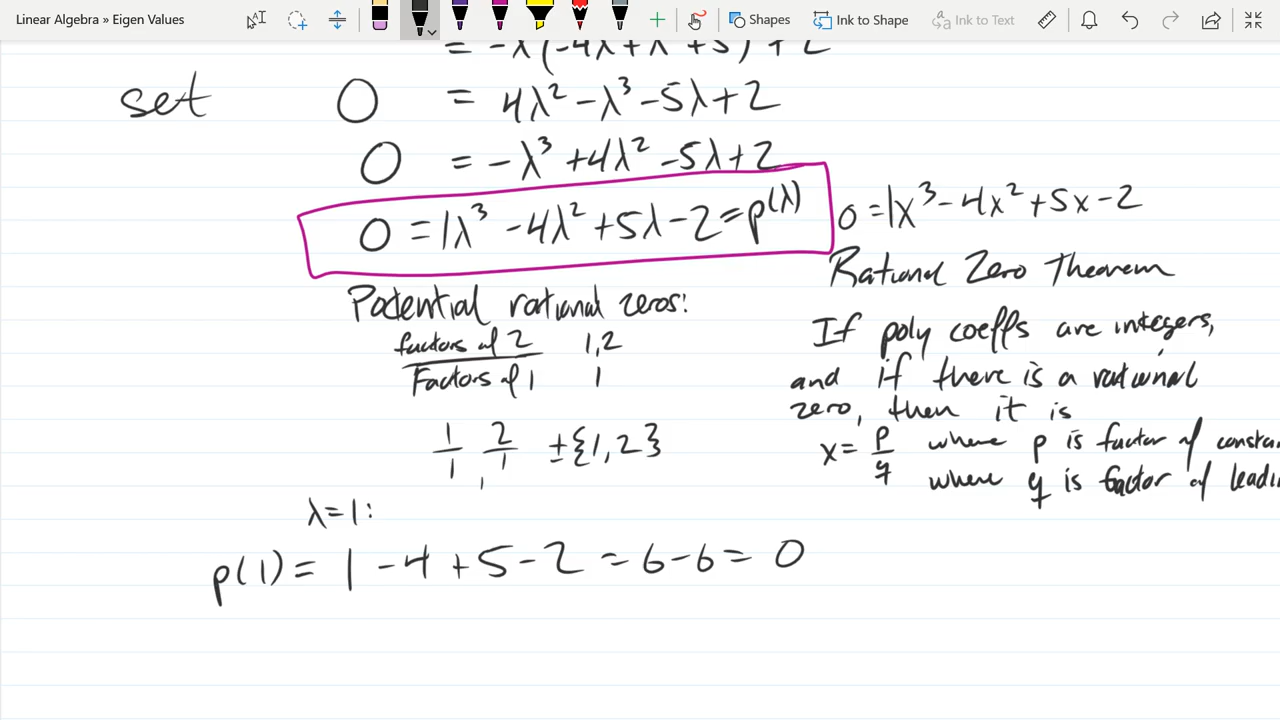 Linear Algebra » Eigen Values
Shapes
Ink to Shape
Ink to Text
= -λ(-4λ+λ² +5)+2
set 0 = 4λ² - λ³ - 5λ + 2
0 = -λ³ + 4λ² - 5λ + 2
0 = 1λ³ - 4λ² + 5λ - 2 = p(λ)
0 = 1x³ - 4x² + 5x - 2
Rational Zero Theorem
If poly coeffs are integers,
and if there is a rational
zero, then it is
x = p/q where p is factor of constan
where q is factor of leadi
Potential rational zeros:
factors of 2 1,2
Factors of 1 1
1/1, 2/1 ±{1,2}
λ=1:
p(1) = 1 - 4 + 5 - 2 = 6 - 6 = 0